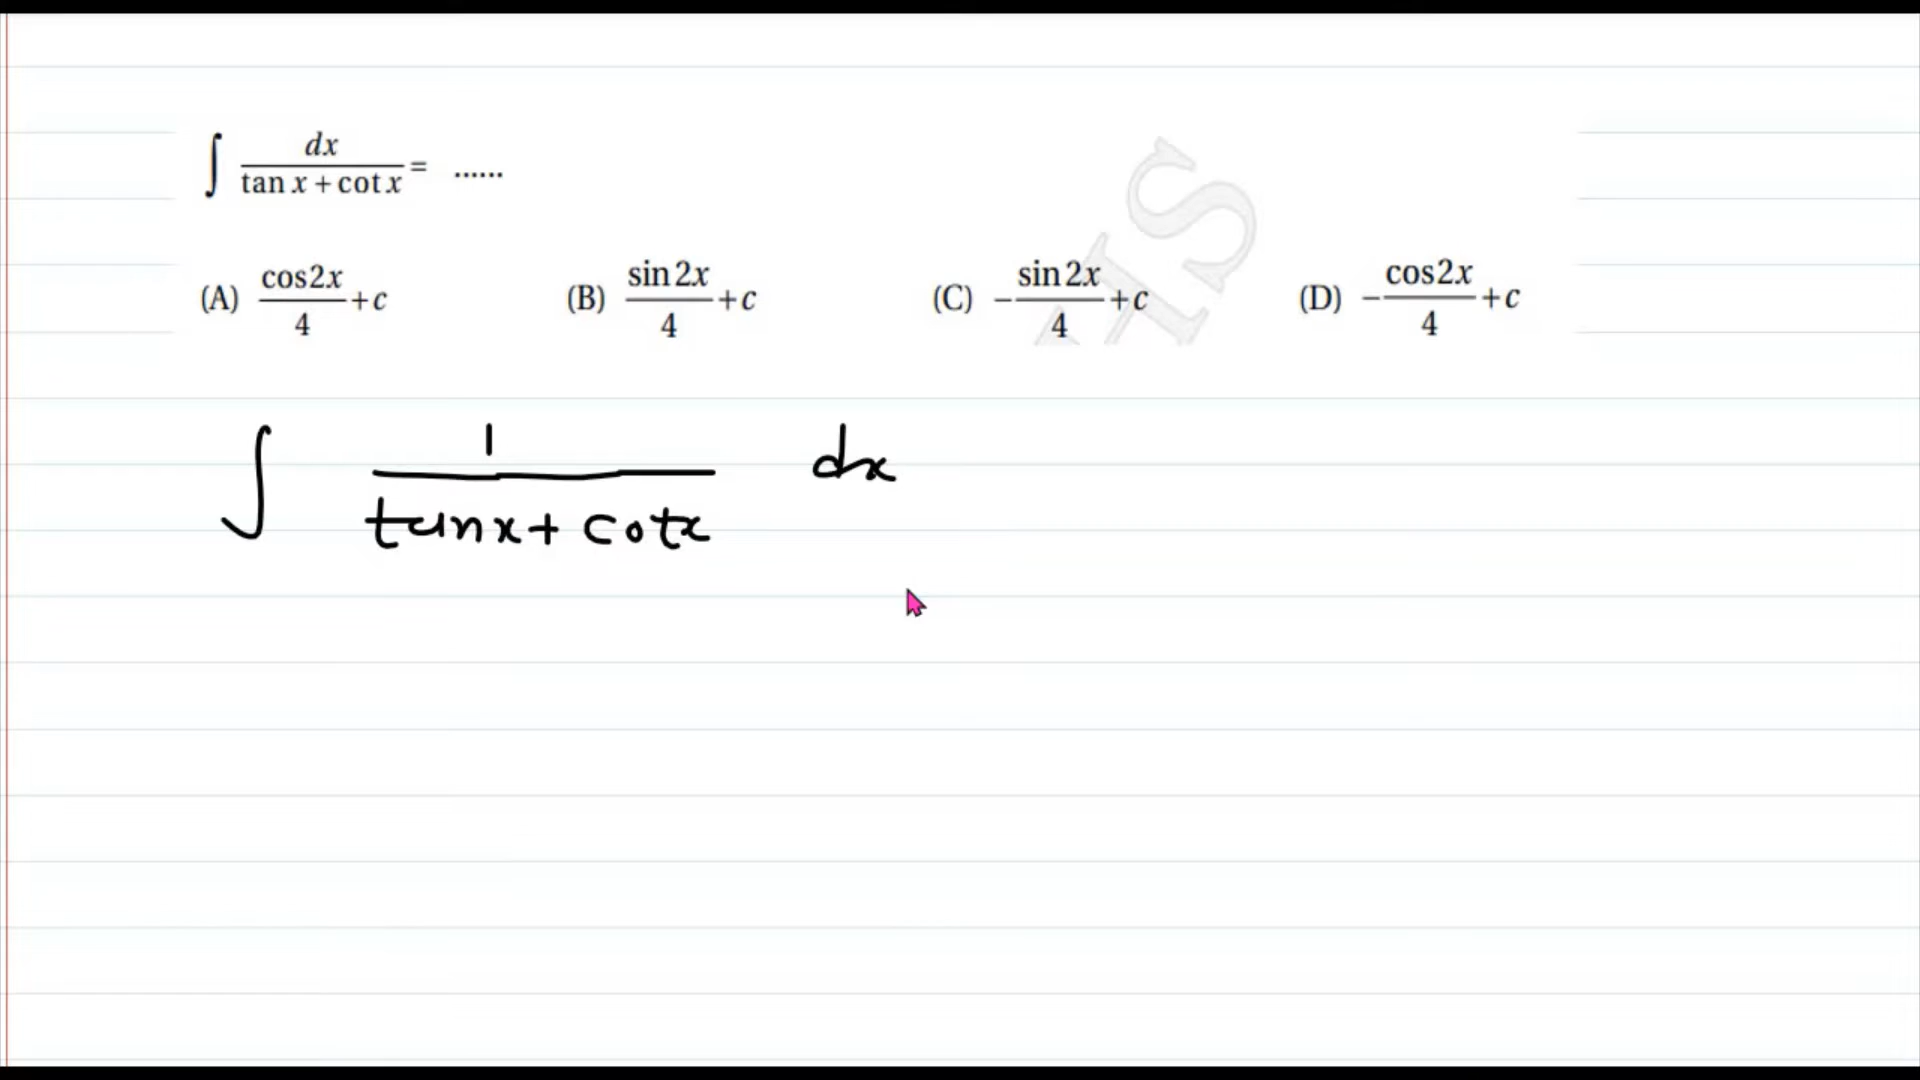 ∫ dx / (tan x + cot x) = ......
(A) cos2x/4 + c (B) sin2x/4 + c (C) −sin2x/4 + c (D) −cos2x/4 + c
∫ 1 / (tanx + cotx) dx